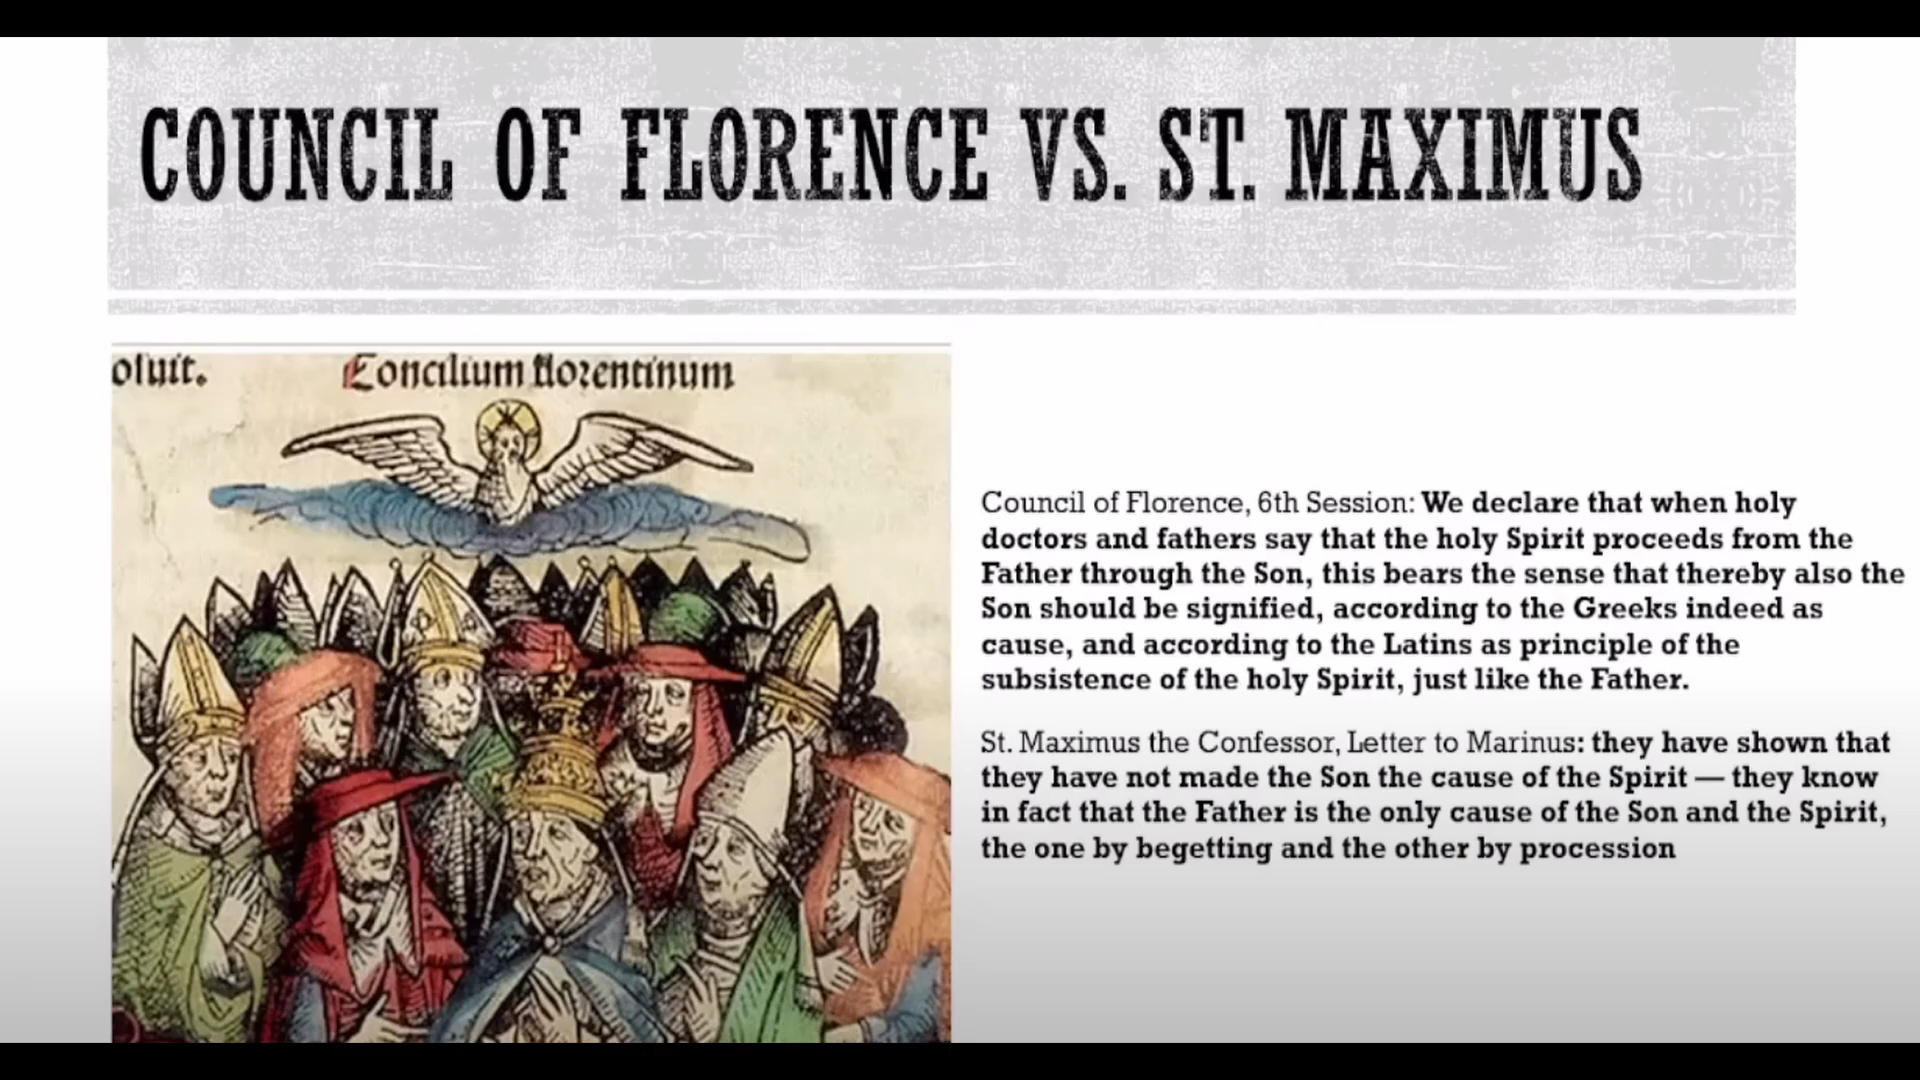 COUNCIL OF FLORENCE VS. ST. MAXIMUS
oluit. Concilium florentinum
Council of Florence, 6th Session: We declare that when holy
doctors and fathers say that the holy Spirit proceeds from the
Father through the Son, this bears the sense that thereby also the
Son should be signified, according to the Greeks indeed as
cause, and according to the Latins as principle of the
subsistence of the holy Spirit, just like the Father.
St. Maximus the Confessor, Letter to Marinus: they have shown that
they have not made the Son the cause of the Spirit — they know
in fact that the Father is the only cause of the Son and the Spirit,
the one by begetting and the other by procession